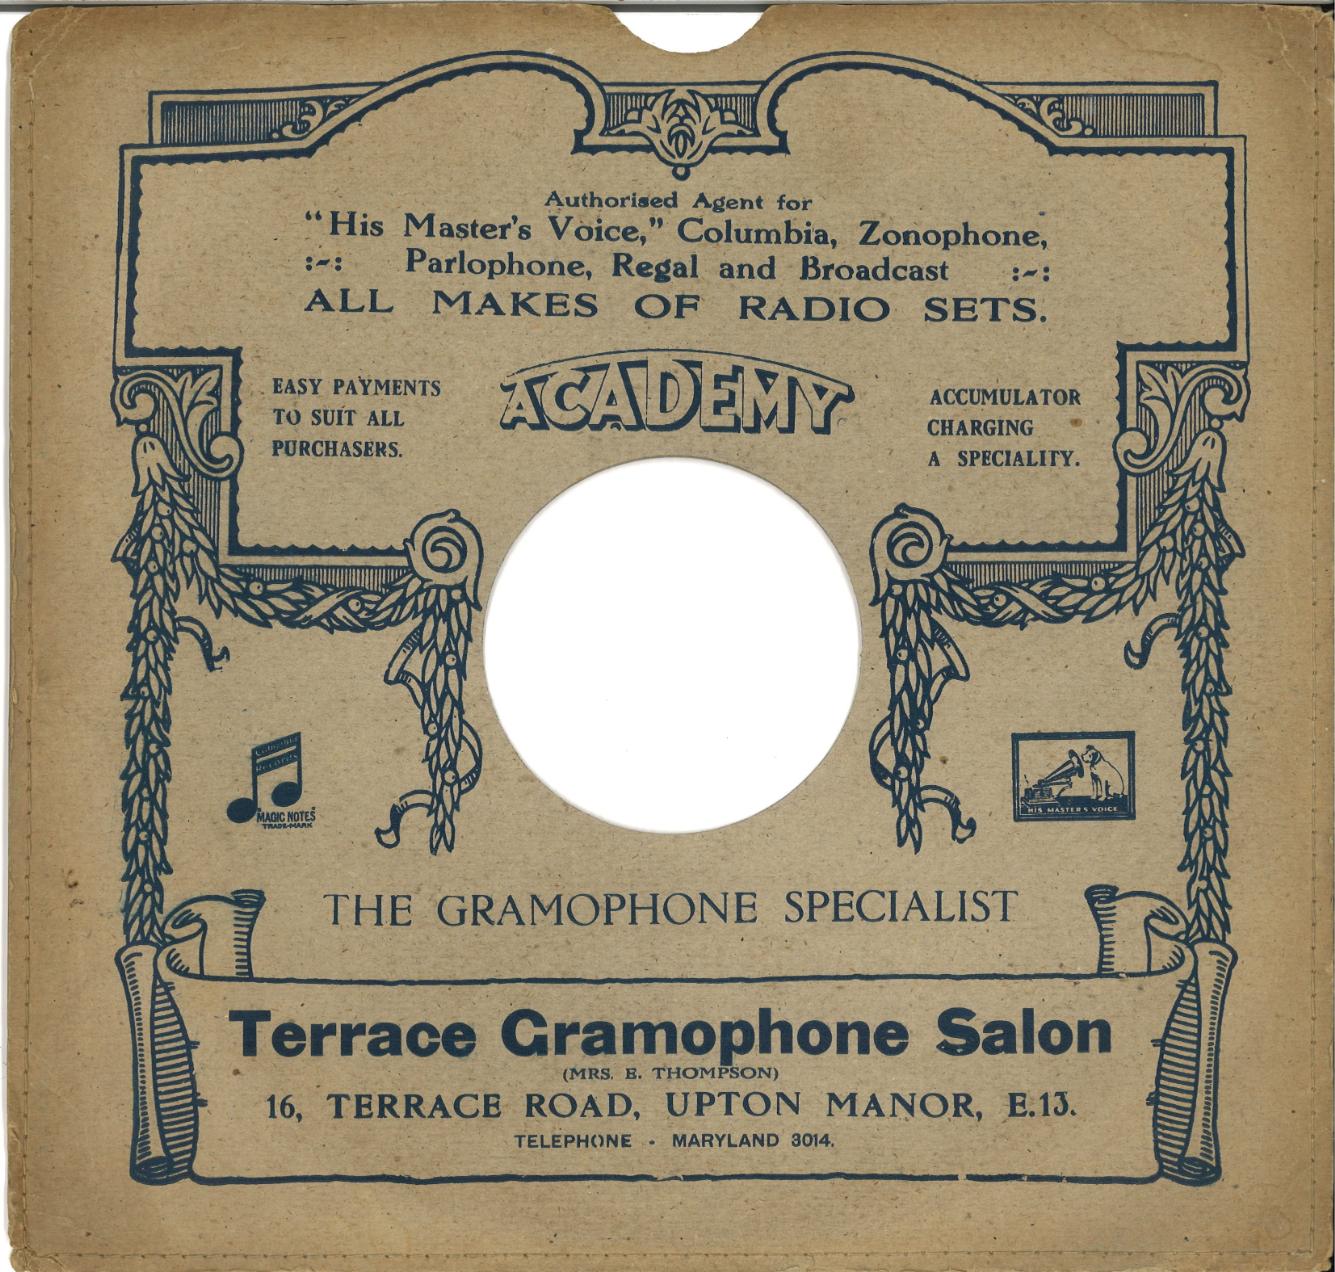 Authorised Agent for
"His Master's Voice," Columbia, Zonophone,
:-: Parlophone, Regal and Broadcast :-:
ALL MAKES OF RADIO SETS.
ACADEMY
EASY PAYMENTS
TO SUIT ALL
PURCHASERS.
ACCUMULATOR
CHARGING
A SPECIALITY.
Columbia
Records
"MAGIC NOTES"
TRADE-MARK
HIS MASTER'S VOICE
THE GRAMOPHONE SPECIALIST
Terrace Gramophone Salon
(MRS. E. THOMPSON)
16, TERRACE ROAD, UPTON MANOR, E.13.
TELEPHONE - MARYLAND 3014.